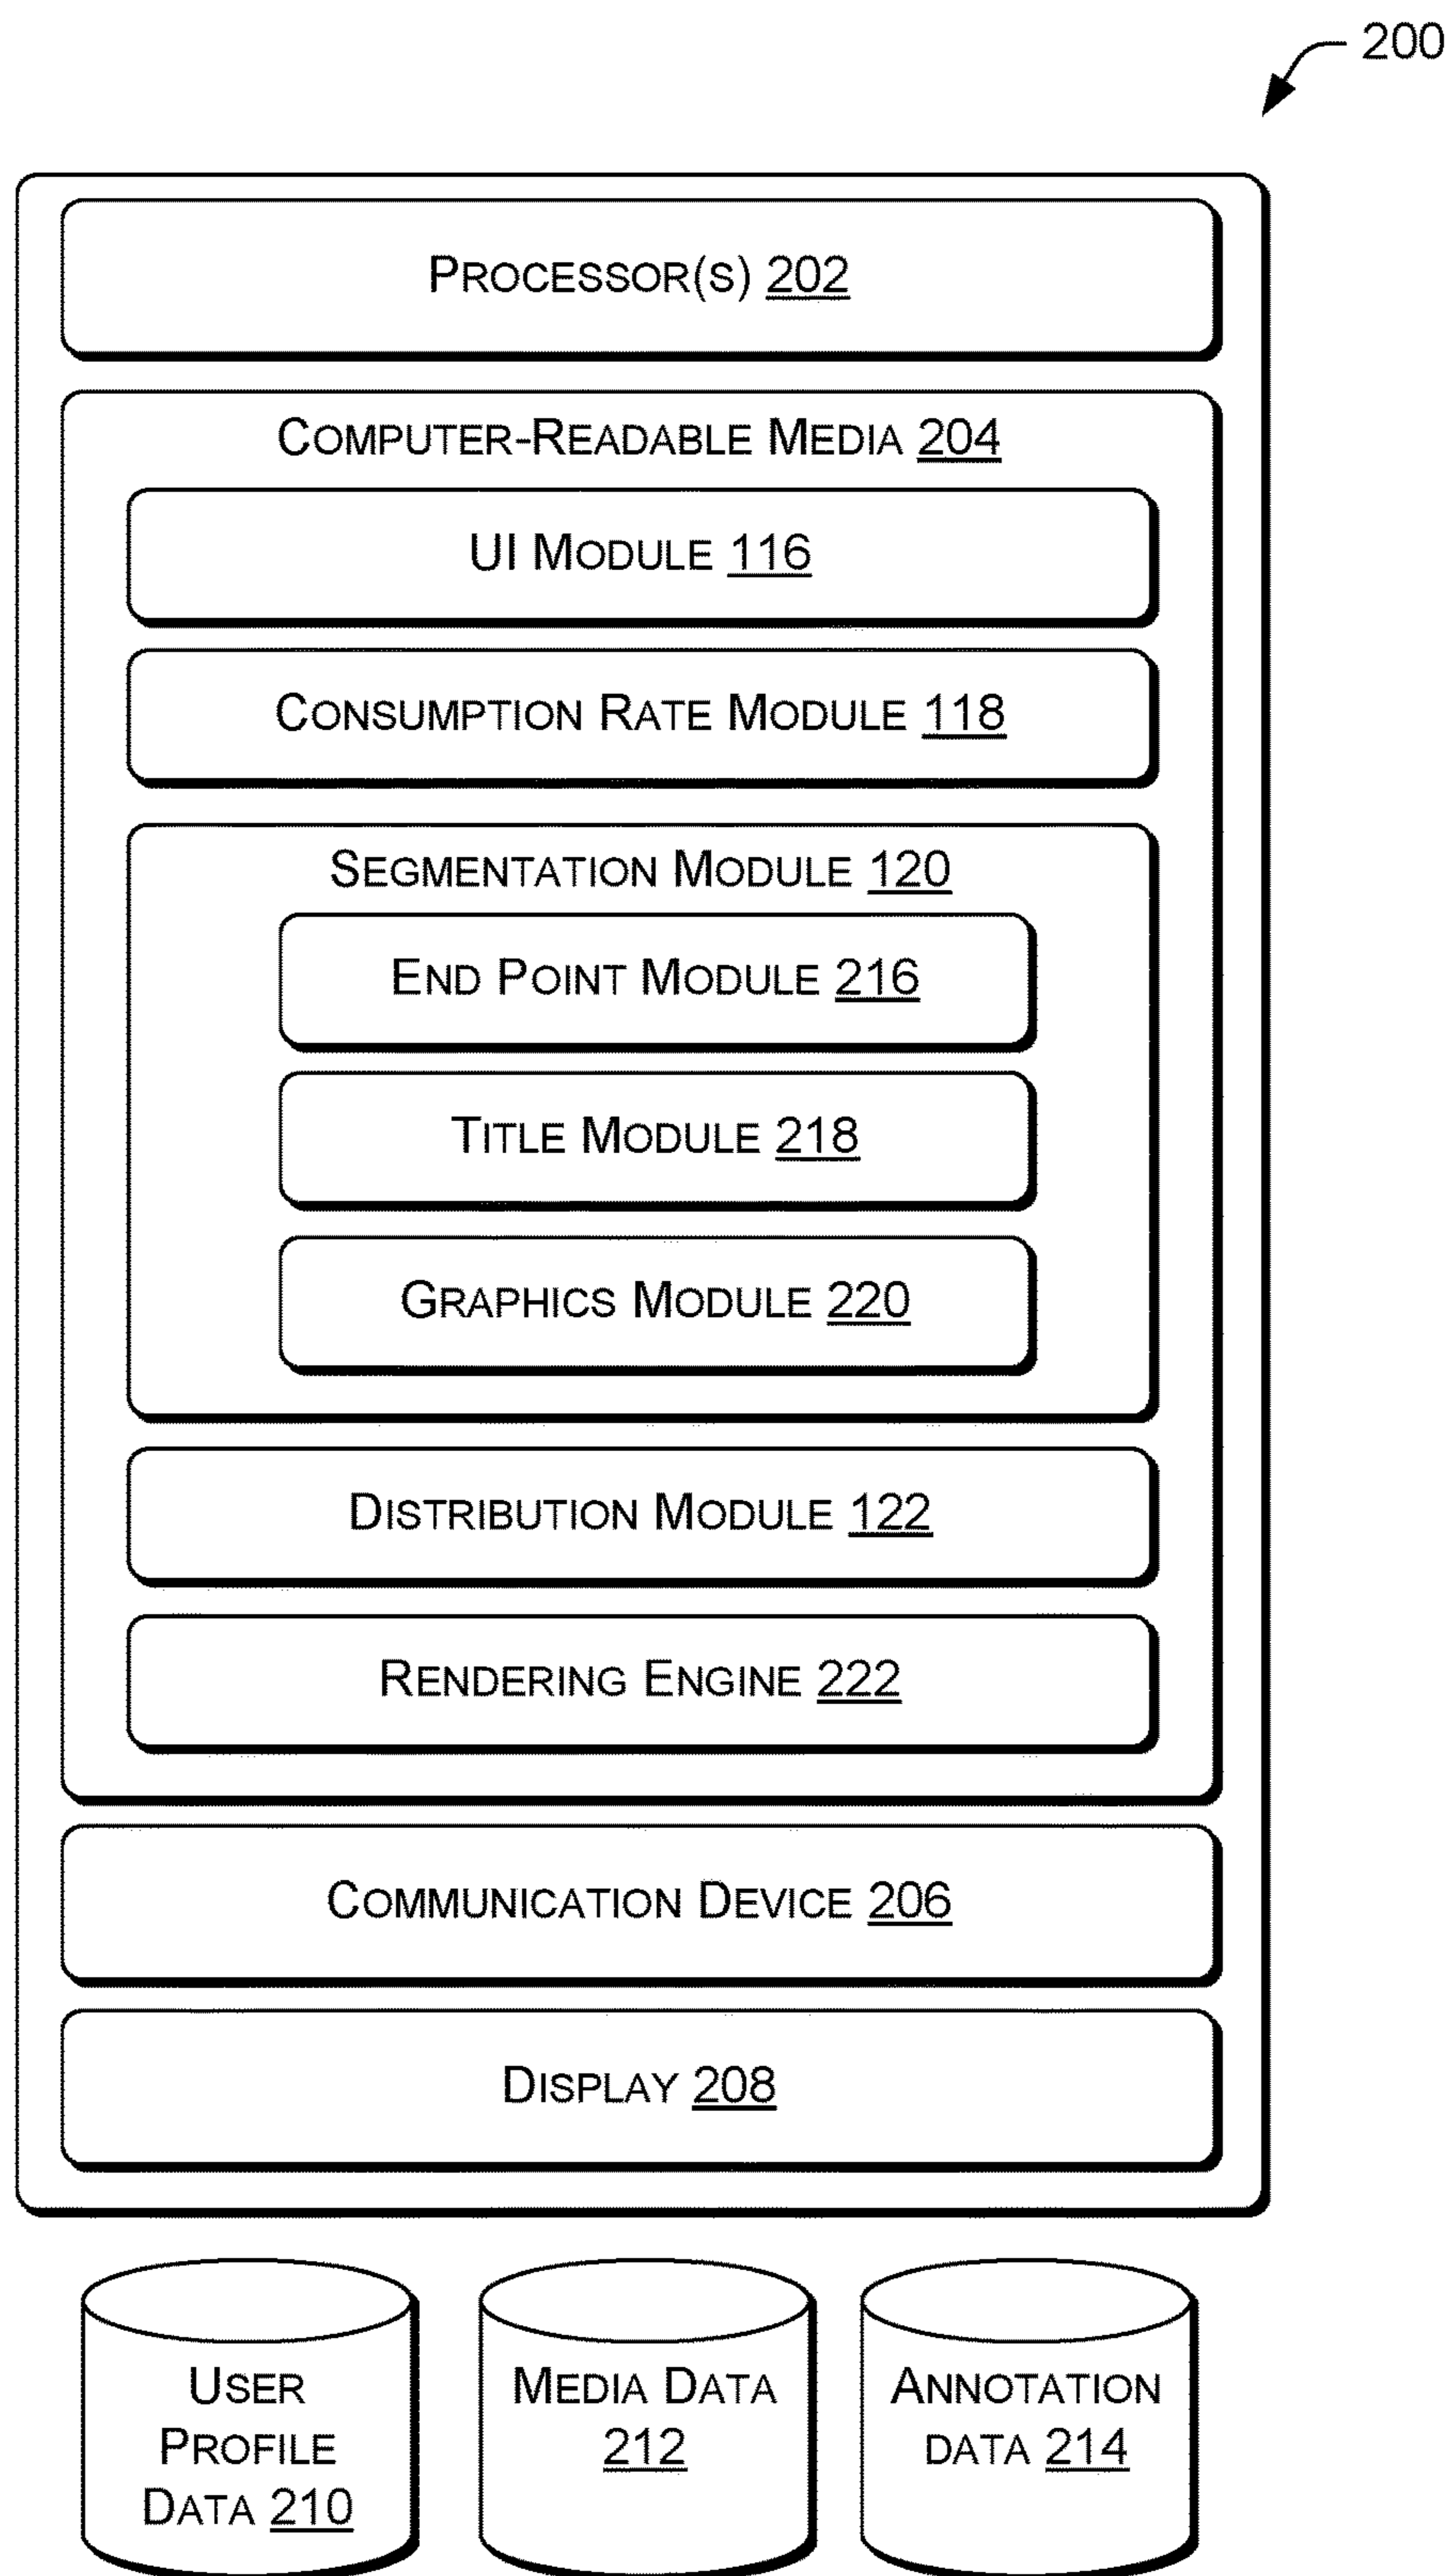 200
PROCESSOR(S) 202
COMPUTER-READABLE MEDIA 204
UI MODULE 116
CONSUMPTION RATE MODULE 118
SEGMENTATION MODULE 120
END POINT MODULE 216
TITLE MODULE 218
GRAPHICS MODULE 220
DISTRIBUTION MODULE 122
RENDERING ENGINE 222
COMMUNICATION DEVICE 206
DISPLAY 208
USER
PROFILE
DATA 210
MEDIA DATA
212
ANNOTATION
DATA 214